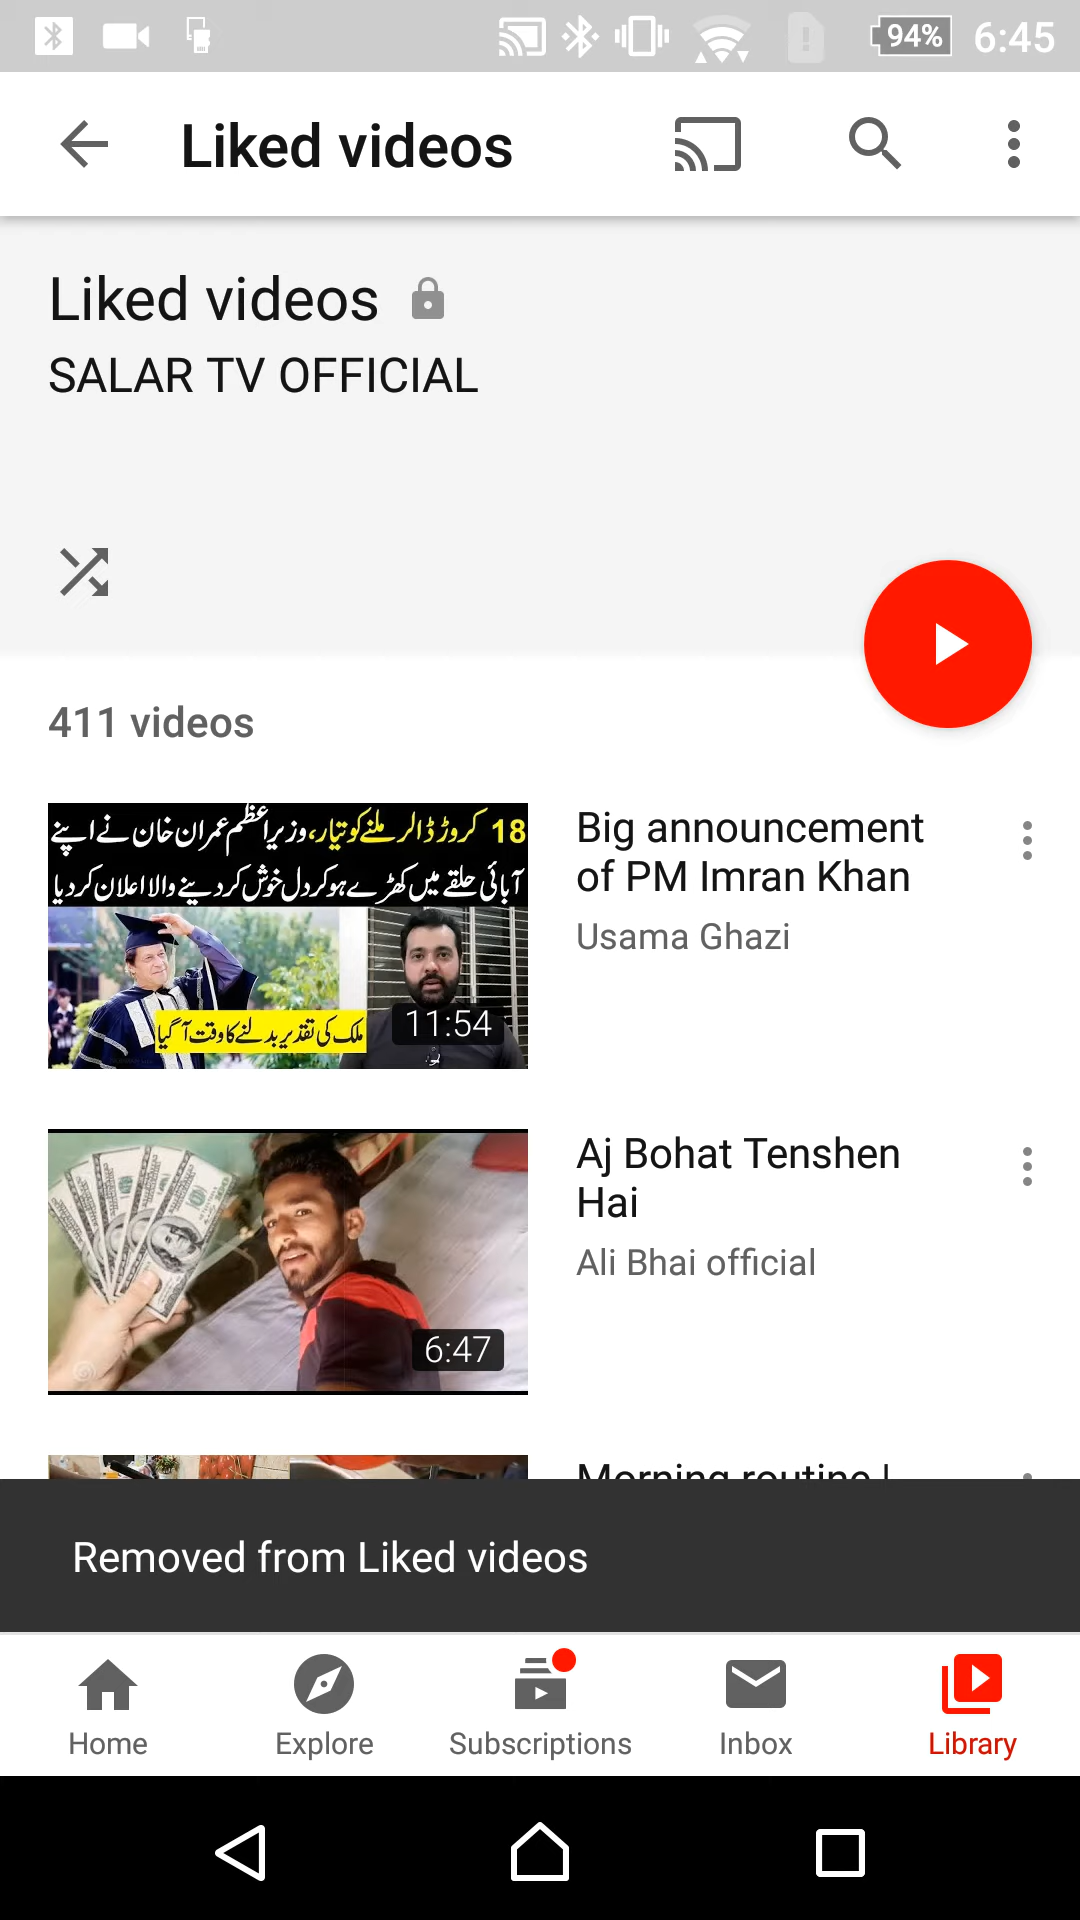 94% 6:45
Liked videos
Liked videos
SALAR TV OFFICIAL
411 videos
18 کروڑ ڈالر ملنے کو تیار، وزیراعظم عمران خان نے اپنے
آبائی حلقے میں کھڑے ہو کر دل خوش کر دینے والا اعلان کر دیا
ملک کی تقدیر بدلنے کا وقت آ گیا
11:54
Big announcement
of PM Imran Khan
Usama Ghazi
6:47
Aj Bohat Tenshen
Hai
Ali Bhai official
Morning routine |
Removed from Liked videos
Home
Explore
Subscriptions
Inbox
Library